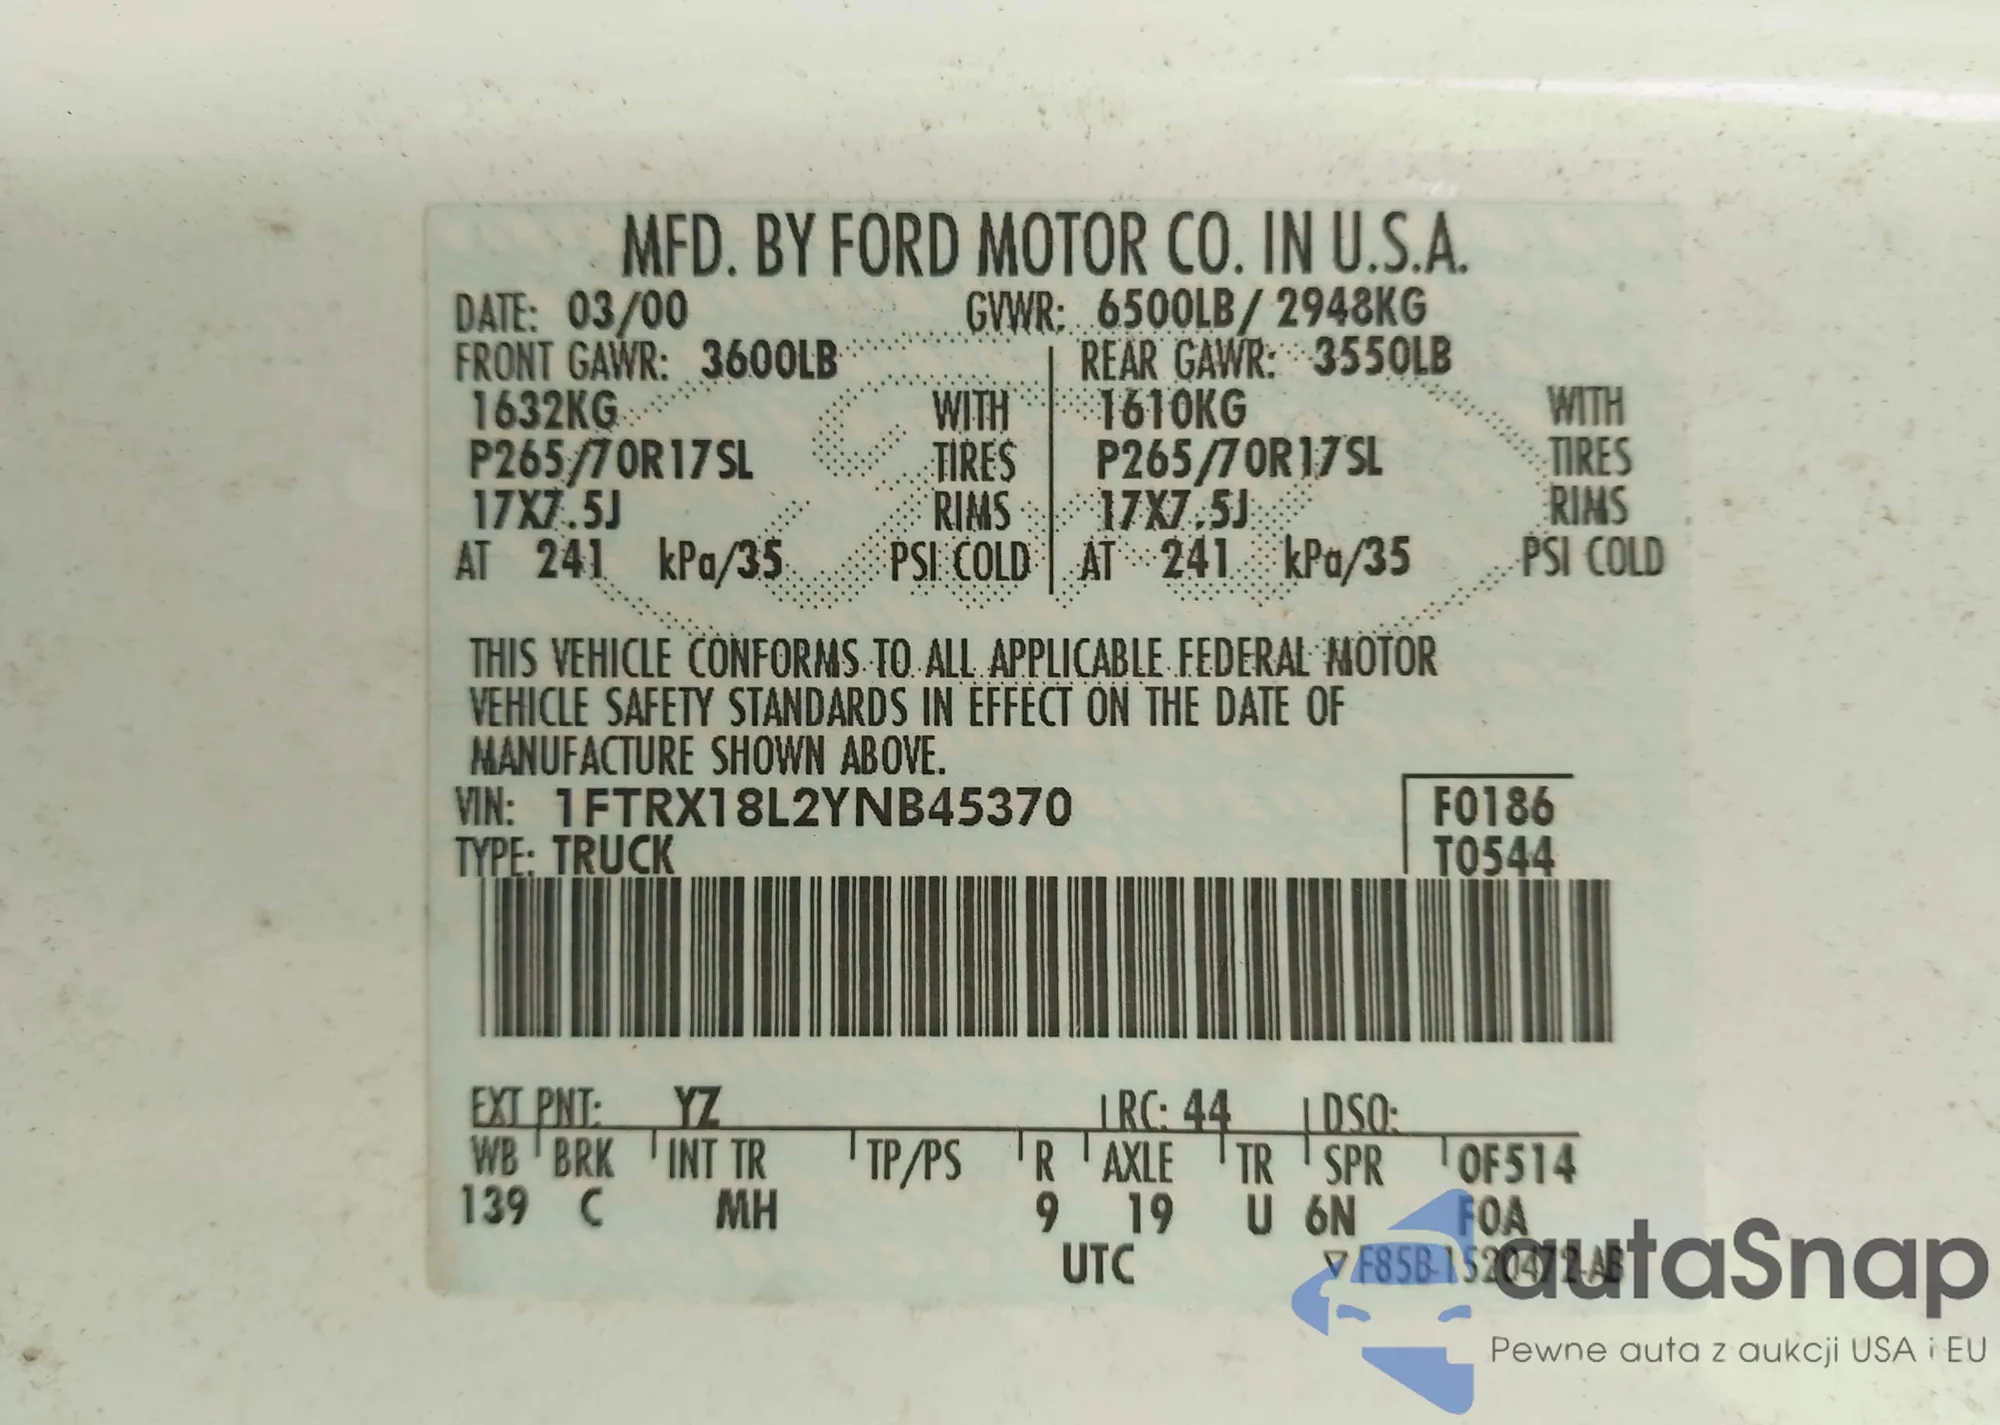 MFD. BY FORD MOTOR CO. IN U.S.A.
DATE: 03/00 GVWR: 6500LB/ 2948KG
FRONT GAWR: 3600LB REAR GAWR: 3550LB
1632KG WITH 1610KG WITH
P265/70R17SL TIRES P265/70R17SL TIRES
17X7.5J RIMS 17X7.5J RIMS
AT 241 kPa/35 PSI COLD AT 241 kPa/35 PSI COLD
THIS VEHICLE CONFORMS TO ALL APPLICABLE FEDERAL MOTOR
VEHICLE SAFETY STANDARDS IN EFFECT ON THE DATE OF
MANUFACTURE SHOWN ABOVE.
VIN: 1FTRX18L2YNB45370 F0186
TYPE: TRUCK T0544
EXT PNT: YZ RC: 44 DSO:
WB BRK INT TR TP/PS R AXLE TR SPR 0F514
139 C MH 9 19 U 6N F0A
UTC F85B-1520472-AB
autaSnap
Pewne auta z aukcji USA i EU